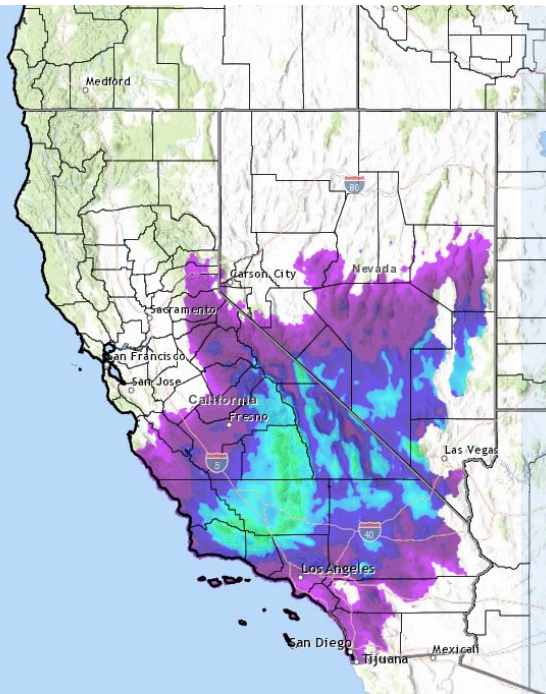 Medford
80
Carson City
Nevada
Sacramento
San Francisco
San Jose
California
Fresno
5
Las Vegas
40
Los Angeles
San Diego
Tijuana
Mexicali